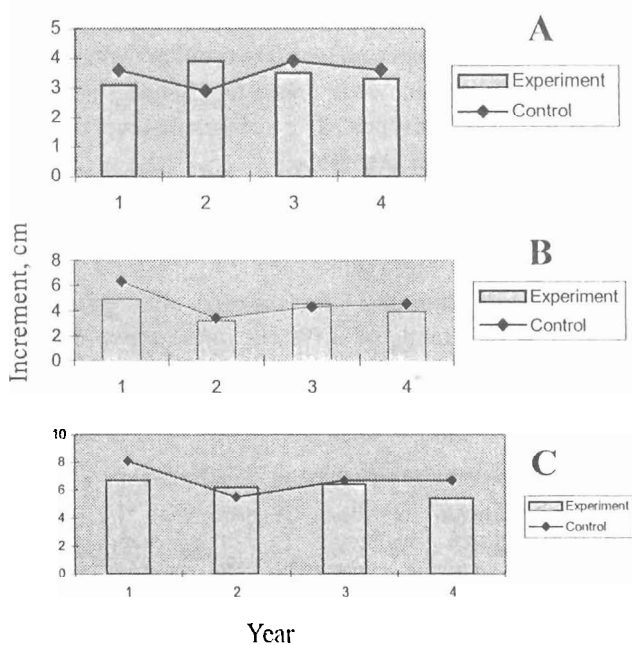 A
5
4
3
2
1
0
1 2 3 4
Experiment
Control
Increment, cm
B
8
6
4
2
0
1 2 3 4
Experiment
Control
C
10
8
6
4
2
0
1 2 3 4
Experiment
Control
Year